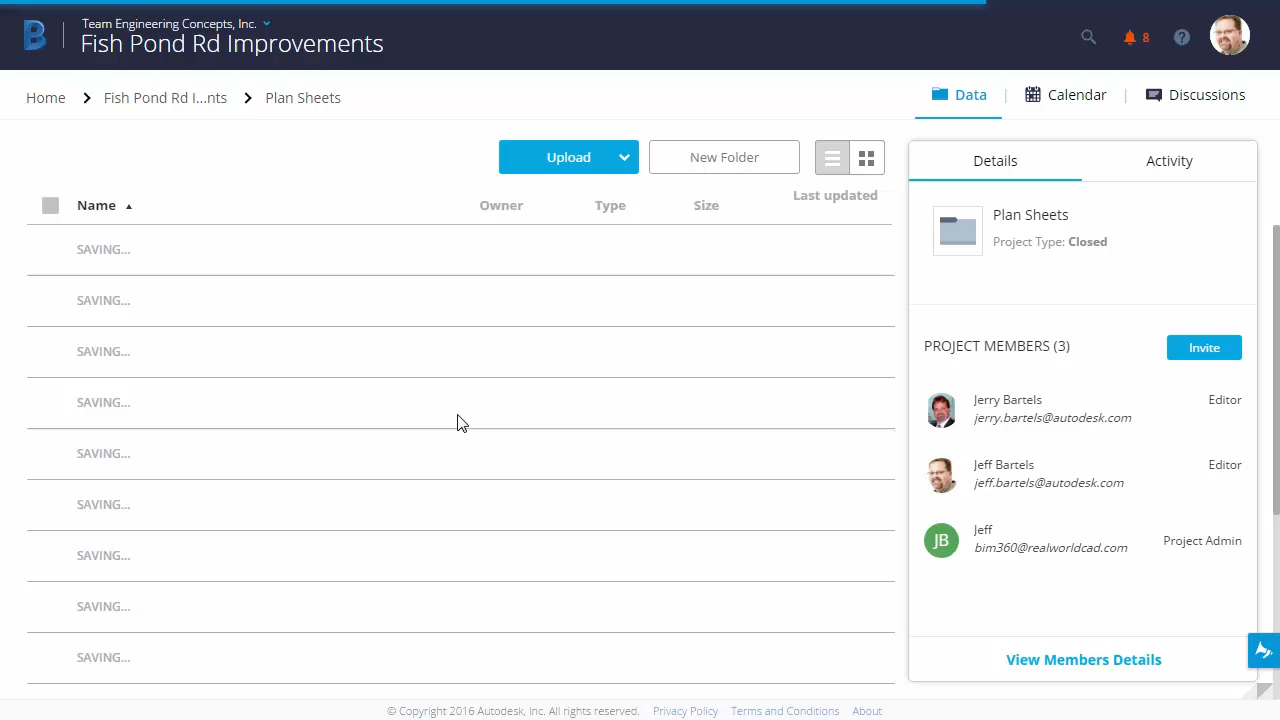 Team Engineering Concepts, Inc.
Fish Pond Rd Improvements
8
Home
Fish Pond Rd I...nts
Plan Sheets
Data
Calendar
Discussions
Upload
New Folder
Name
Owner
Type
Size
Last updated
SAVING...
SAVING...
SAVING...
SAVING...
SAVING...
SAVING...
SAVING...
SAVING...
SAVING...
Details
Activity
Plan Sheets
Project Type: Closed
PROJECT MEMBERS (3)
Invite
Jerry Bartels
Editor
jerry.bartels@autodesk.com
Jeff Bartels
Editor
jeff.bartels@autodesk.com
JB
Jeff
bim360@realworldcad.com
Project Admin
View Members Details
© Copyright 2016 Autodesk, Inc. All rights reserved.
Privacy Policy
Terms and Conditions
About